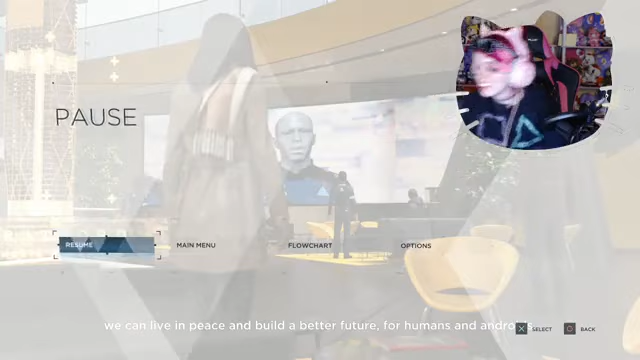 PAUSE
RESUME
MAIN MENU
FLOWCHART
OPTIONS
we can live in peace and build a better future, for humans and andro
SELECT
BACK